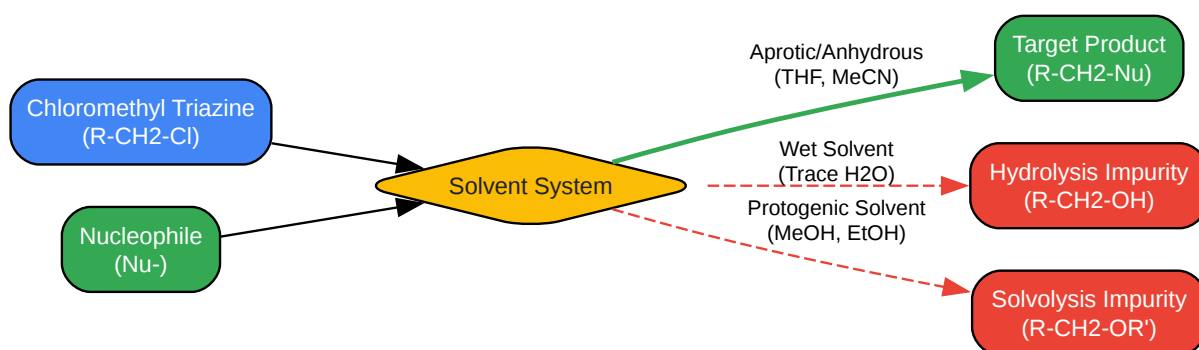 Chloromethyl Triazine
(R-CH2-Cl)
Nucleophile
(Nu-)
Solvent System
Aprotic/Anhydrous
(THF, MeCN)
Target Product
(R-CH2-Nu)
Wet Solvent
(Trace H2O)
Hydrolysis Impurity
(R-CH2-OH)
Protogenic Solvent
(MeOH, EtOH)
Solvolysis Impurity
(R-CH2-OR')